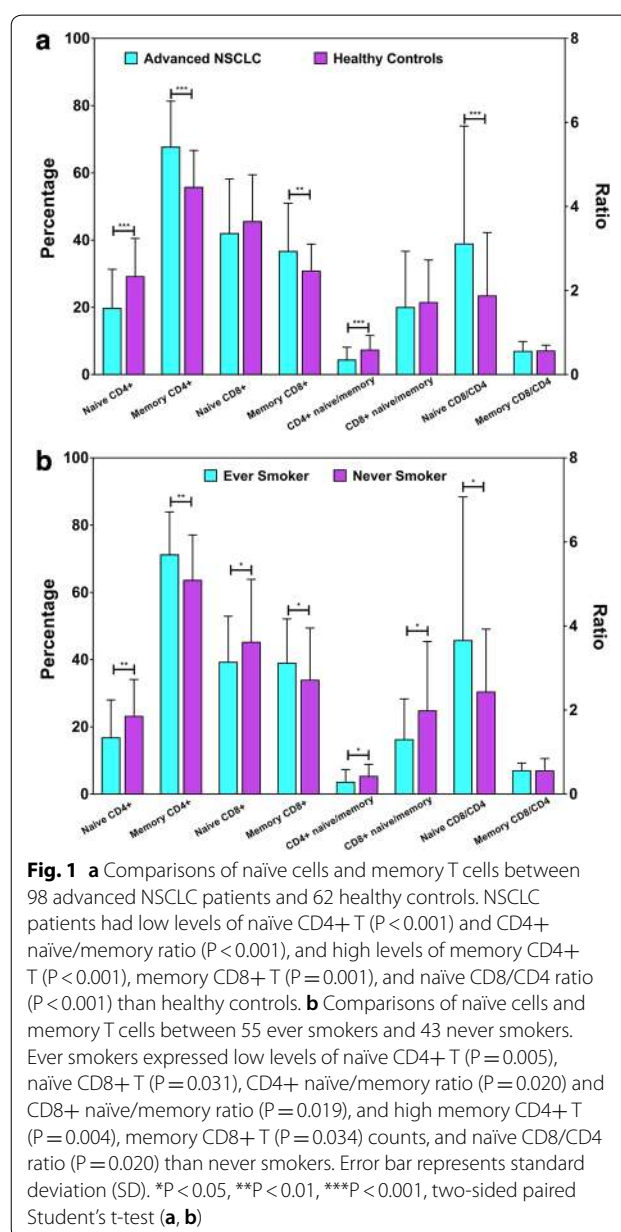 a
100
80
60
40
20
0
Percentage
8
6
4
2
0
Ratio
Advanced NSCLC
Healthy Controls
***
***
**
***
***
Naive CD4+
Memory CD4+
Naive CD8+
Memory CD8+
CD4+ naive/memory
CD8+ naive/memory
Naive CD8/CD4
Memory CD8/CD4
b
100
80
60
40
20
0
Percentage
8
6
4
2
0
Ratio
Ever Smoker
Never Smoker
**
**
*
*
*
*
*
Naive CD4+
Memory CD4+
Naive CD8+
Memory CD8+
CD4+ naive/memory
CD8+ naive/memory
Naive CD8/CD4
Memory CD8/CD4
Fig. 1 a Comparisons of naïve cells and memory T cells between
98 advanced NSCLC patients and 62 healthy controls. NSCLC
patients had low levels of naïve CD4+ T (P < 0.001) and CD4+
naïve/memory ratio (P < 0.001), and high levels of memory CD4+
T (P < 0.001), memory CD8+ T (P = 0.001), and naïve CD8/CD4 ratio
(P < 0.001) than healthy controls. b Comparisons of naïve cells and
memory T cells between 55 ever smokers and 43 never smokers.
Ever smokers expressed low levels of naïve CD4+ T (P = 0.005),
naïve CD8+ T (P = 0.031), CD4+ naïve/memory ratio (P = 0.020) and
CD8+ naïve/memory ratio (P = 0.019), and high memory CD4+ T
(P = 0.004), memory CD8+ T (P = 0.034) counts, and naïve CD8/CD4
ratio (P = 0.020) than never smokers. Error bar represents standard
deviation (SD). *P < 0.05, **P < 0.01, ***P < 0.001, two-sided paired
Student's t-test (a, b)